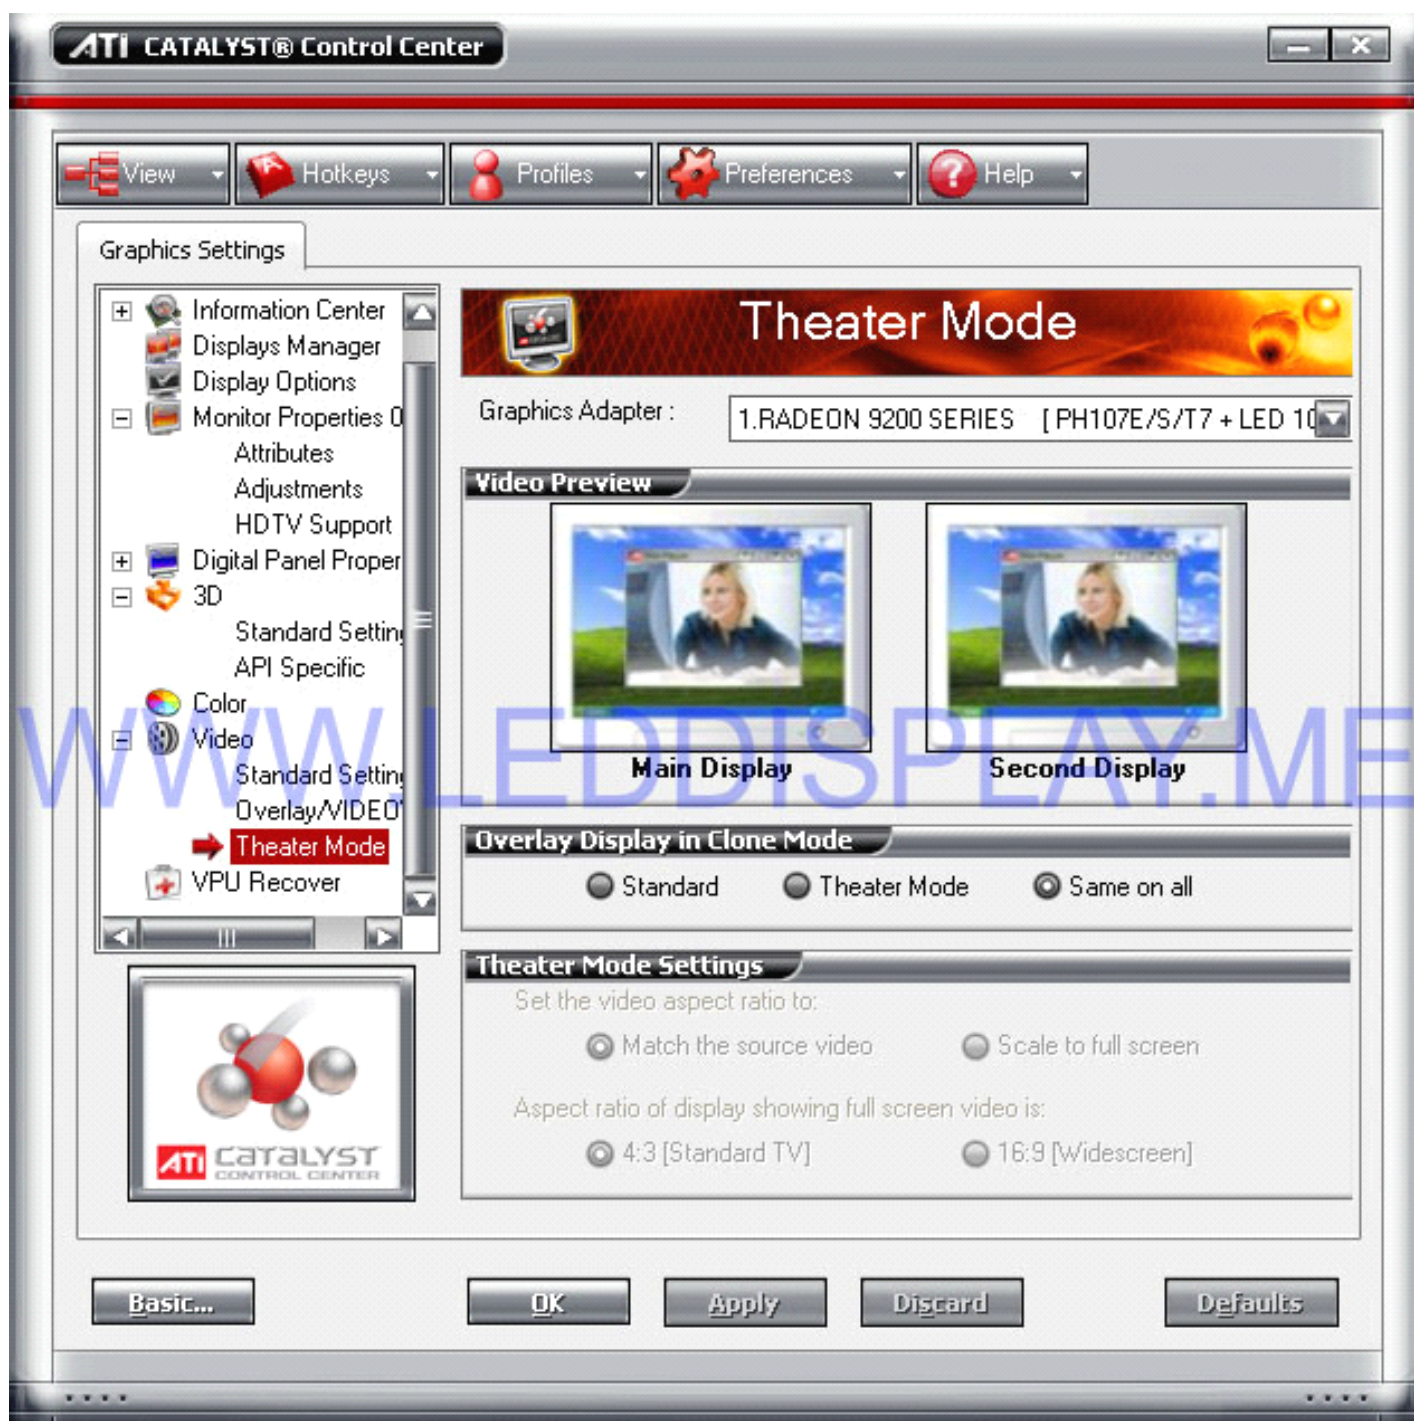 ATI CATALYST® Control Center
View Hotkeys Profiles Preferences Help
Graphics Settings
Information Center
Displays Manager
Display Options
Monitor Properties 0
Attributes
Adjustments
HDTV Support
Digital Panel Proper
3D
Standard Setting
API Specific
Color
Video
Standard Setting
Overlay/VIDEO
Theater Mode
VPU Recover
ATI CATALYST
CONTROL CENTER
Theater Mode
Graphics Adapter : 1.RADEON 9200 SERIES [ PH107E/S/T7 + LED 10
Video Preview
Main Display Second Display
WWW.LEDDISPLAY.ME
Overlay Display in Clone Mode
Standard Theater Mode Same on all
Theater Mode Settings
Set the video aspect ratio to:
Match the source video Scale to full screen
Aspect ratio of display showing full screen video is:
4:3 [Standard TV] 16:9 [Widescreen]
Basic... OK Apply Discard Defaults